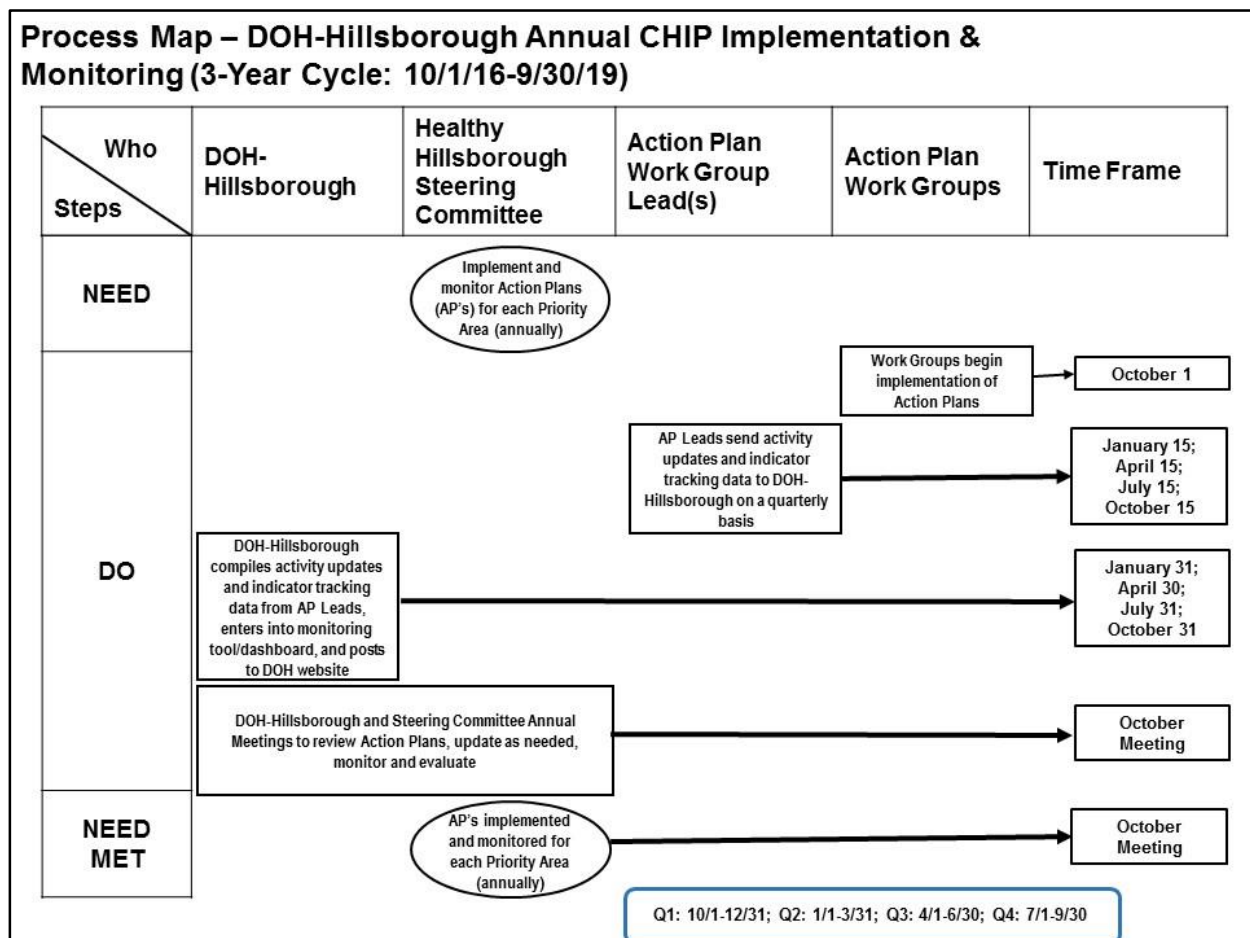 Process Map – DOH-Hillsborough Annual CHIP Implementation &
Monitoring (3-Year Cycle: 10/1/16-9/30/19)
Who
Steps
DOH-
Hillsborough
Healthy
Hillsborough
Steering
Committee
Action Plan
Work Group
Lead(s)
Action Plan
Work Groups
Time Frame
NEED
Implement and
monitor Action Plans
(AP's) for each Priority
Area (annually)
DO
Work Groups begin
implementation of
Action Plans
October 1
AP Leads send activity
updates and indicator
tracking data to DOH-
Hillsborough on a quarterly
basis
January 15;
April 15;
July 15;
October 15
DOH-Hillsborough
compiles activity updates
and indicator tracking
data from AP Leads,
enters into monitoring
tool/dashboard, and posts
to DOH website
January 31;
April 30;
July 31;
October 31
DOH-Hillsborough and Steering Committee Annual
Meetings to review Action Plans, update as needed,
monitor and evaluate
October
Meeting
NEED
MET
AP's implemented
and monitored for
each Priority Area
(annually)
October
Meeting
Q1: 10/1-12/31; Q2: 1/1-3/31; Q3: 4/1-6/30; Q4: 7/1-9/30